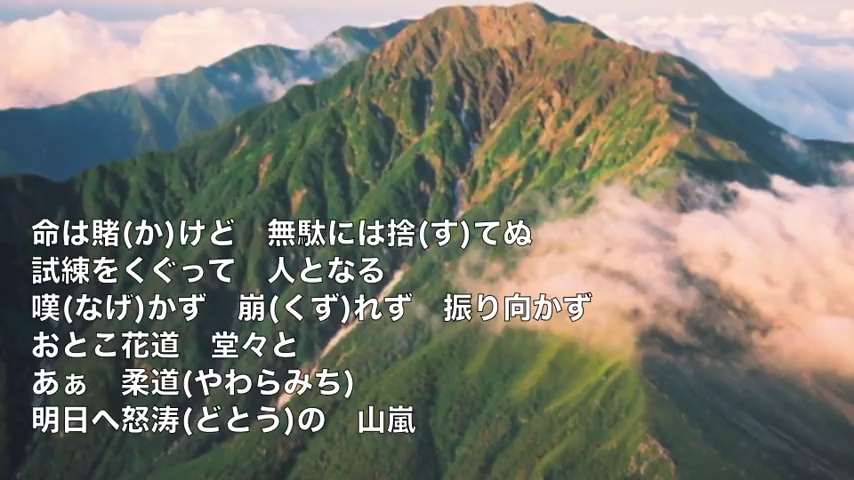 命は賭(か)けど　無駄には捨(す)てぬ
試練をくぐって　人となる
嘆(なげ)かず　崩(くず)れず　振り向かず
おとこ花道　堂々と
あぁ　柔道(やわらみち)
明日へ怒涛(どとう)の　山嵐